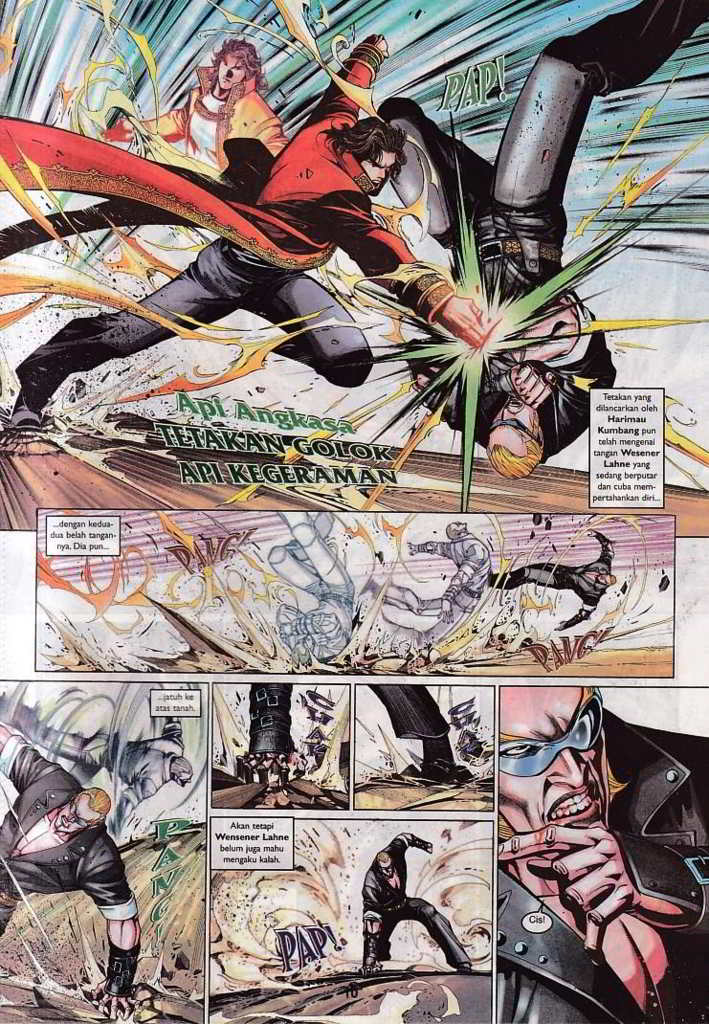 PAP!
Api Angkasa
TETAKAN GOLOK
API KEGERAMAN
Tetakan yang
dilancarkan oleh
Harimau
Kumbang pun
telah mengenai
tangan Wesener
Lahne yang
sedang berputar
dan cuba mem-
pertahankan diri...
...dengan kedua-
dua belah tangan-
nya. Dia pun...
PANG!
PANG!
...jatuh ke
atas tanah.
PANG!
Akan tetapi
Wensener Lahne
belum juga mahu
mengaku kalah.
PAP!
Cis!
16